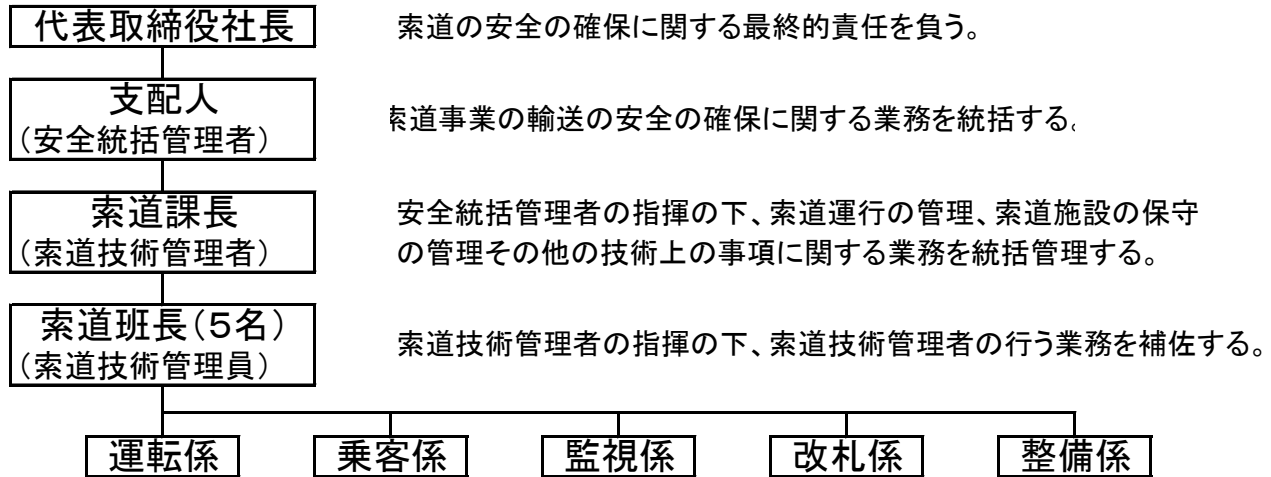 代表取締役社長
索道の安全の確保に関する最終的責任を負う。
支配人
（安全統括管理者）
索道事業の輸送の安全の確保に関する業務を統括する。
索道課長
（索道技術管理者）
安全統括管理者の指揮の下、索道運行の管理、索道施設の保守
の管理その他の技術上の事項に関する業務を統括管理する。
索道班長（５名）
（索道技術管理員）
索道技術管理者の指揮の下、索道技術管理者の行う業務を補佐する。
運転係
乗客係
監視係
改札係
整備係